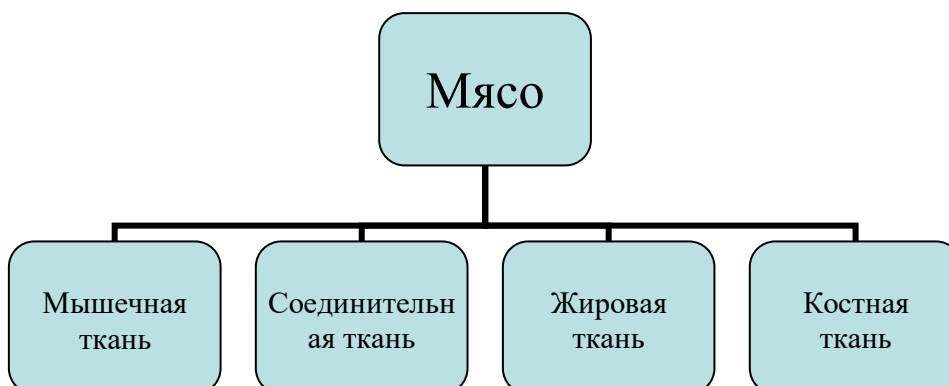 Мясо
Мышечная
ткань
Соединительн
ая ткань
Жировая
ткань
Костная
ткань